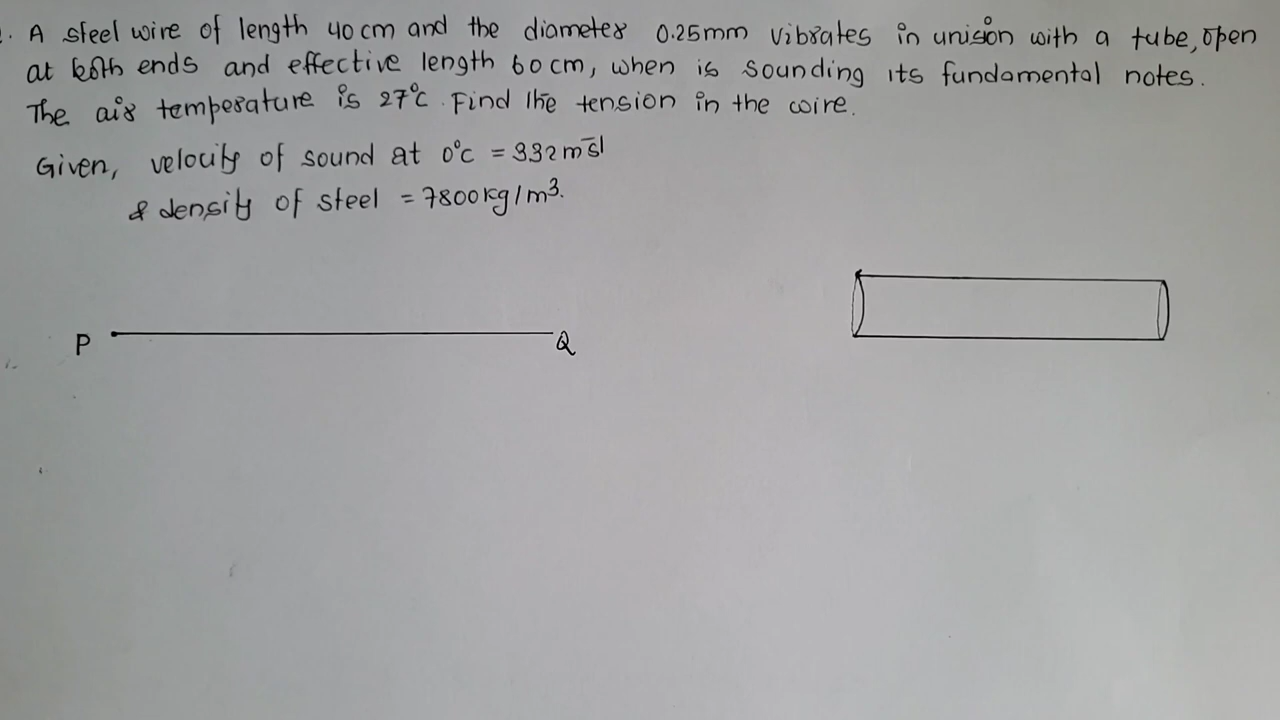 . A steel wire of length 40 cm and the diameter 0.25mm vibrates in unision with a tube, open
at both ends and effective length 60 cm, when is sounding its fundamental notes.
The air temperature is 27°c. Find the tension in the wire.
Given, velocity of sound at 0°c = 332 ms-1
& density of steel = 7800 kg/m³.
P Q